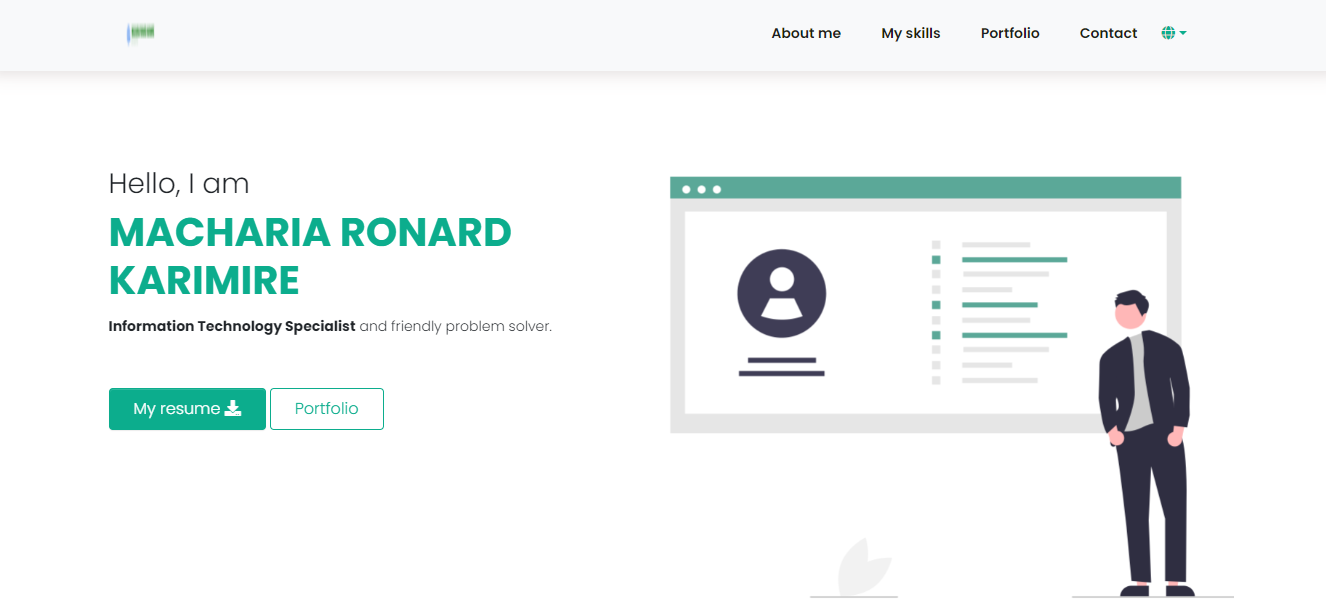 About me
My skills
Portfolio
Contact
Hello, I am
MACHARIA RONARD
KARIMIRE
Information Technology Specialist and friendly problem solver.
My resume
Portfolio